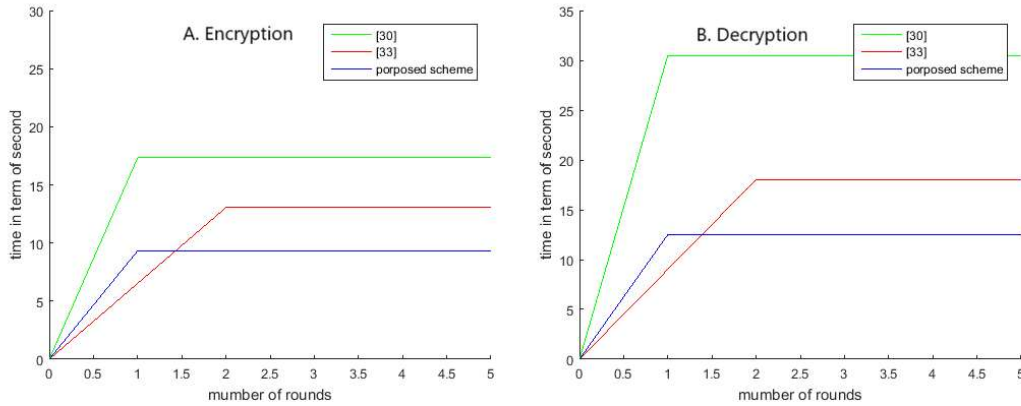 A. Encryption
[30]
[33]
porposed scheme
time in term of second
30
25
20
15
10
5
0
0 0.5 1 1.5 2 2.5 3 3.5 4 4.5 5
mumber of rounds
B. Decryption
[30]
[33]
porposed scheme
time in term of second
35
30
25
20
15
10
5
0
0 0.5 1 1.5 2 2.5 3 3.5 4 4.5 5
mumber of rounds